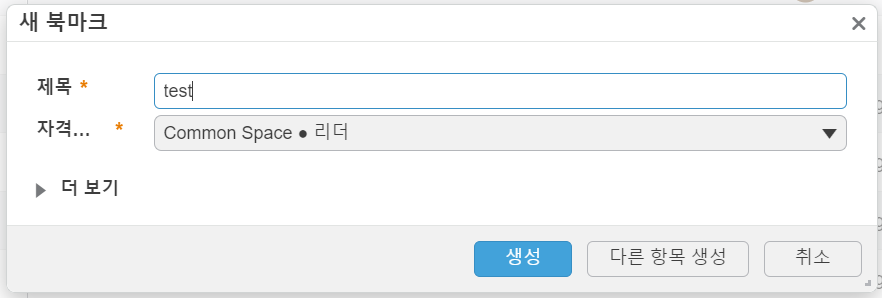 새 북마크
제목 *
test
자격... *
Common Space ● 리더
더 보기
생성
다른 항목 생성
취소